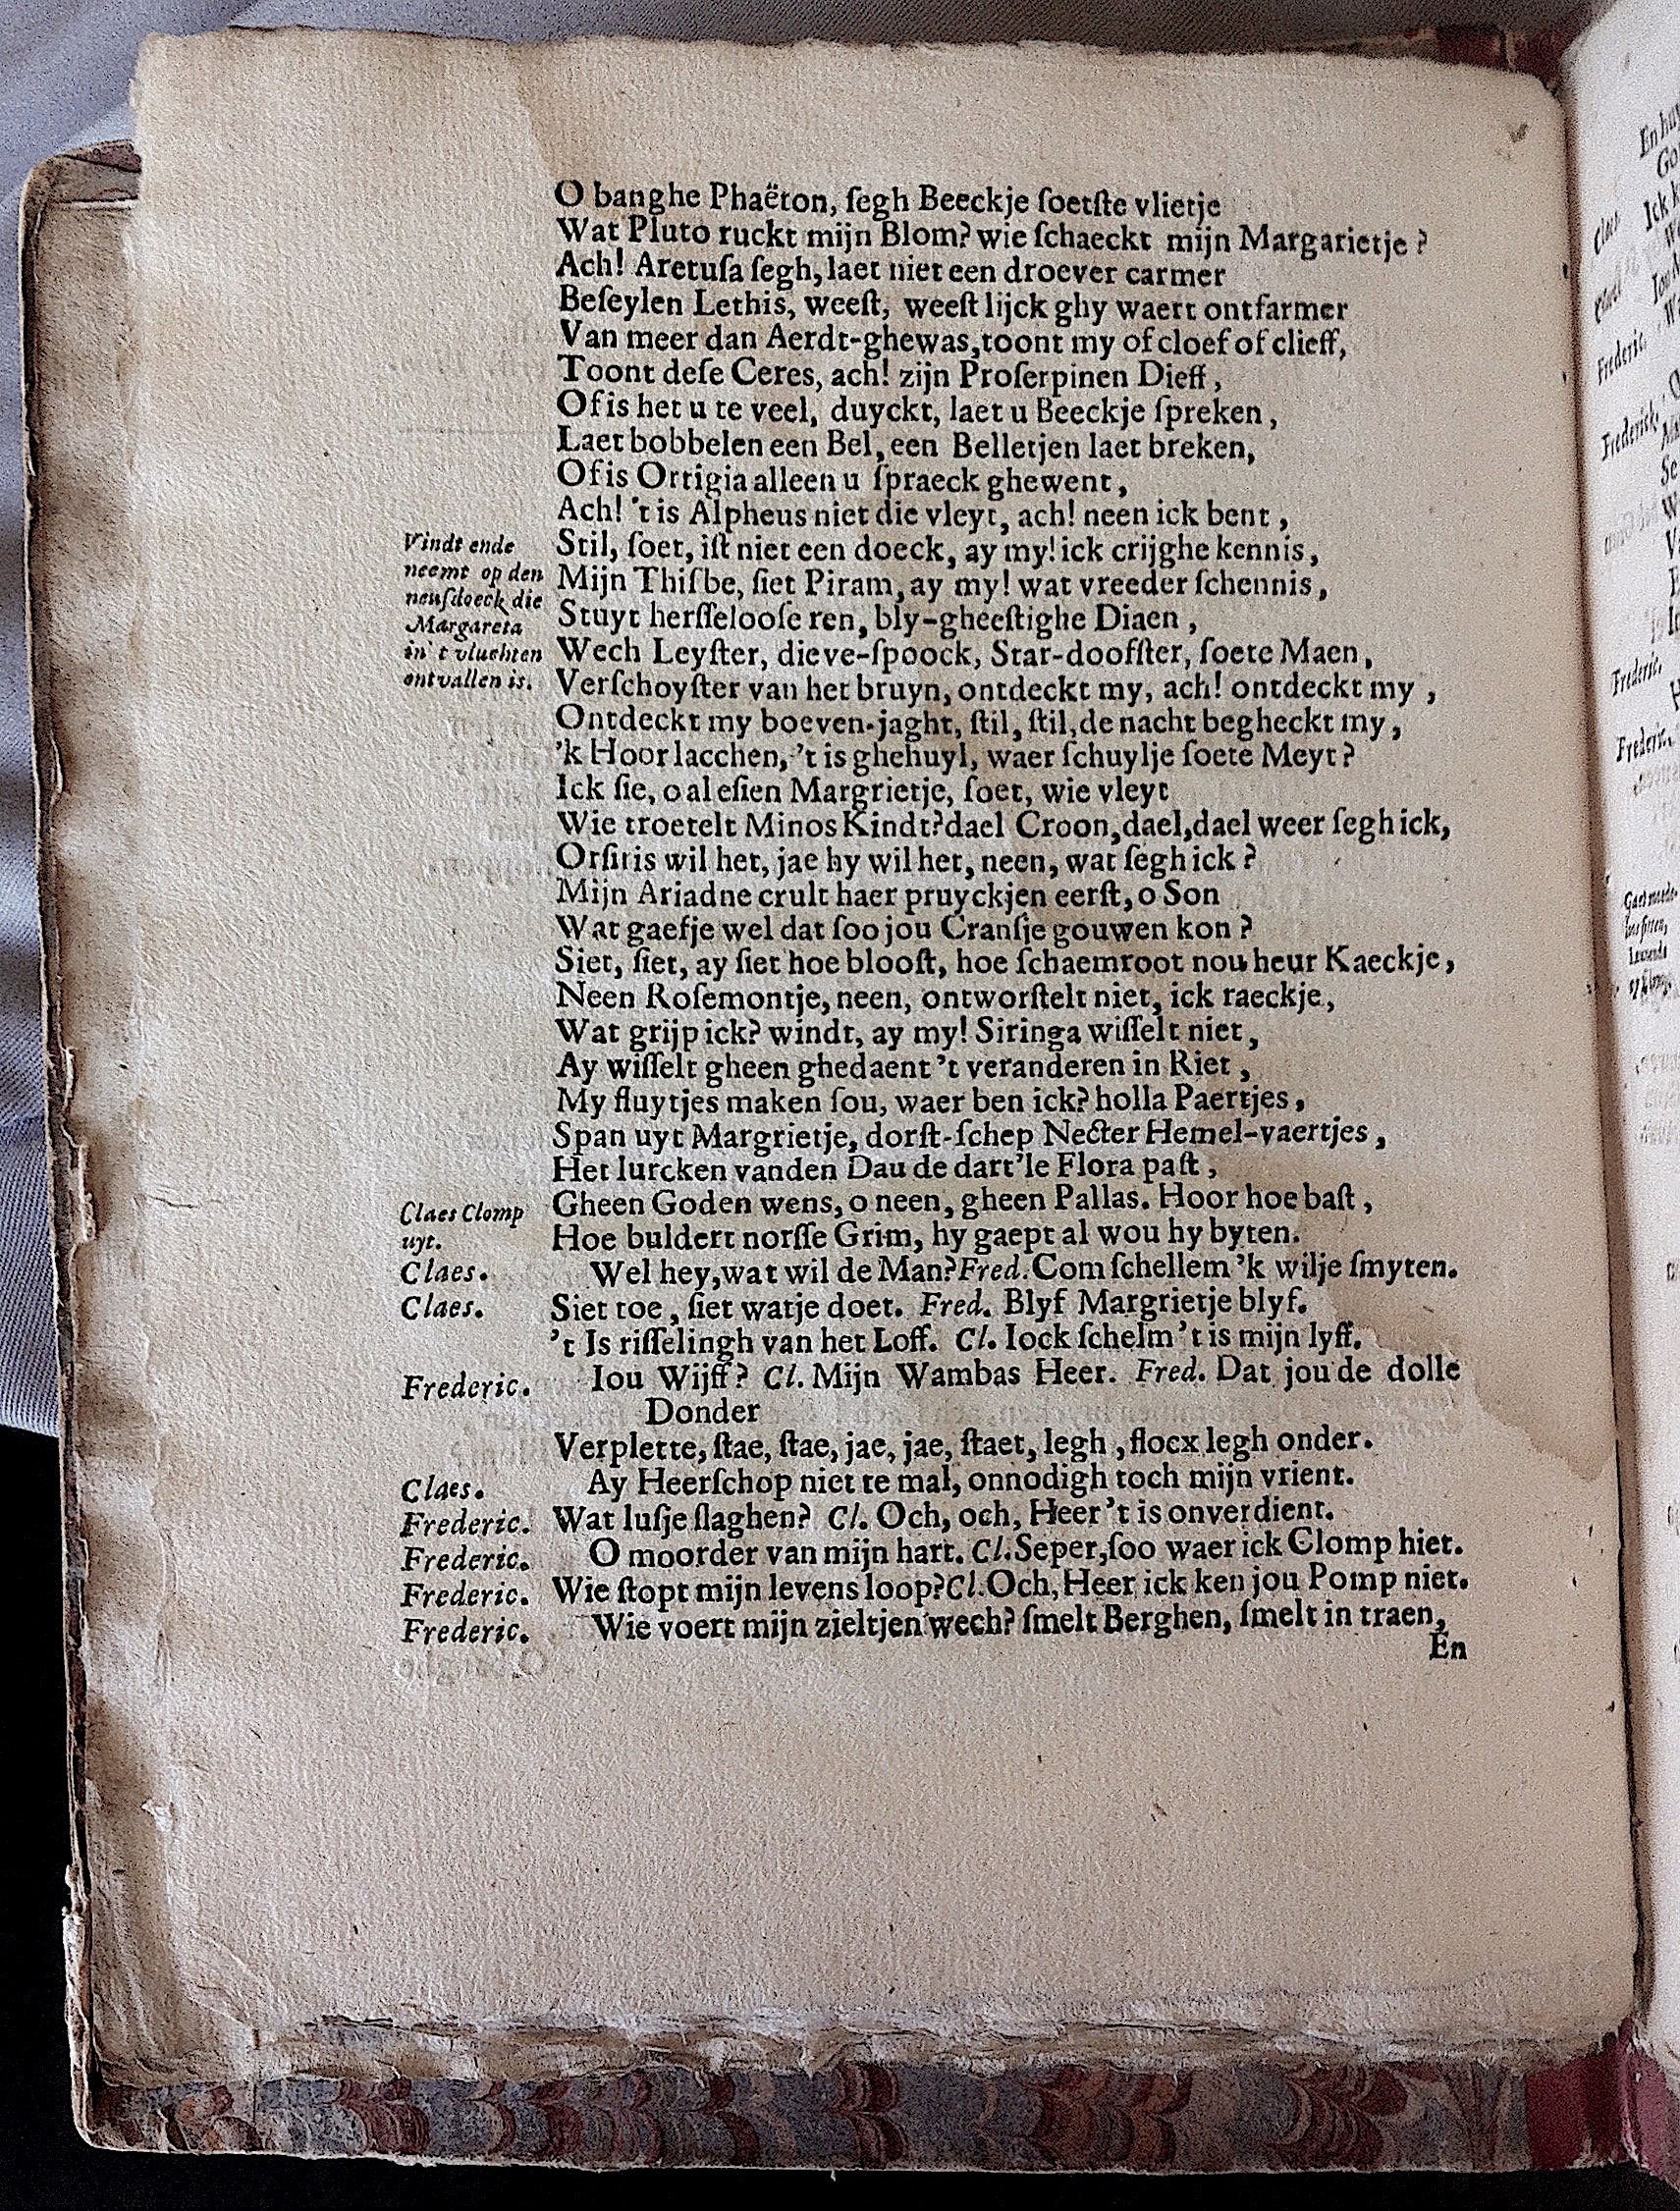 O banghe Phaëton, ſegh Beeckje ſoetſte vlietje
Wat Pluto ruckt mijn Blom? wie ſchaeckt mijn Margarietje?
Ach! Aretuſa ſegh, laet niet een droever carmer
Beſeylen Lethis, weeſt, weeſt lijck ghy waert ontfarmer
Van meer dan Aerdt-ghewas, toont my of cloef of clieff,
Toont deſe Ceres, ach! zijn Proſerpinen Dieff,
Of is het u te veel, duyckt, laet u Beeckje ſpreken,
Laet bobbelen een Bel, een Belletjen laet breken,
Of is Ortigia alleen u ſpraeck ghewent,
Ach! 't is Alpheus niet die vleyt, ach! neen ick bent,
Vindt ende
neemt op den
neuſdoeck die
Margareta
in't vluchten
ontvallen is.
Stil, ſoet, iſt niet een doeck, ay my! ick crijghe kennis,
Mijn Thiſbe, ſiet Piram, ay my! wat vreeder ſchennis,
Stuyt herſſelooſe ren, bly-gheeſtighe Diaen,
Wech Leyſter, dieve-ſpoock, Star-doofſter, ſoete Maen,
Verſchoyſter van het bruyn, ontdeckt my, ach! ontdeckt my,
Ontdeckt my boeven-jaght, ſtil, ſtil, de nacht begheckt my,
'k Hoor lacchen, 't is ghehuyl, waer ſchuylje ſoete Meyt?
Ick ſie, o al eſien Margrietje, ſoet, wie vleyt
Wie troetelt Minos Kindt? dael Croon, dael, dael weer ſegh ick,
Orſitis wil het, jae hy wil het, neen, wat ſegh ick?
Mijn Ariadne crult haer pruyckjen eerſt, o Son
Wat gaefje wel dat ſoo jou Cranſje gouwen kon?
Siet, ſiet, ay ſiet hoe blooſt, hoe ſchaemroot nou heur Kaeckje,
Neen Roſemontje, neen, ontworſtelt niet, ick raeckje,
Wat grijp ick? windt, ay my! Siringa wiſſelt niet,
Ay wiſſelt gheen ghedaent 't veranderen in Riet,
My fluytjes maken ſou, waer ben ick? holla Paertjes,
Span uyt Margrietje, dorſt-ſchep Necter Hemel-vaertjes,
Het lurcken vanden Dau de dart'le Flora paſt,
Claes Clomp
uyt.
Gheen Goden wens, o neen, gheen Pallas. Hoor hoe baſt,
Hoe buldert norſſe Grim, hy gaept al wou hy byten.
Claes. Wel hey, wat wil de Man? Fred. Com ſchellem 'k wilje ſmyten.
Claes. Siet toe, ſiet watje doet. Fred. Blyf Margrietje blyf.
't Is riſſelingh van het Loff. Cl. Iock ſchelm 't is mijn lyff.
Frederic. Iou Wijff? Cl. Mijn Wambas Heer. Fred. Dat jou de dolle
Donder
Verplette, ſtae, ſtae, jae, jae, ſtaet, legh, flocx legh onder.
Claes. Ay Heerſchop niet te mal, onnodigh toch mijn vrient.
Frederic. Wat luſje ſlaghen? Cl. Och, och, Heer 't is onverdient.
Frederic. O moorder van mijn hart. Cl. Seper, ſoo waer ick Clomp hiet.
Frederic. Wie ſtopt mijn levens loop? Cl. Och, Heer ick ken jou Pomp niet.
Frederic. Wie voert mijn zieltjen wech? ſmelt Berghen, ſmelt in traen,
En